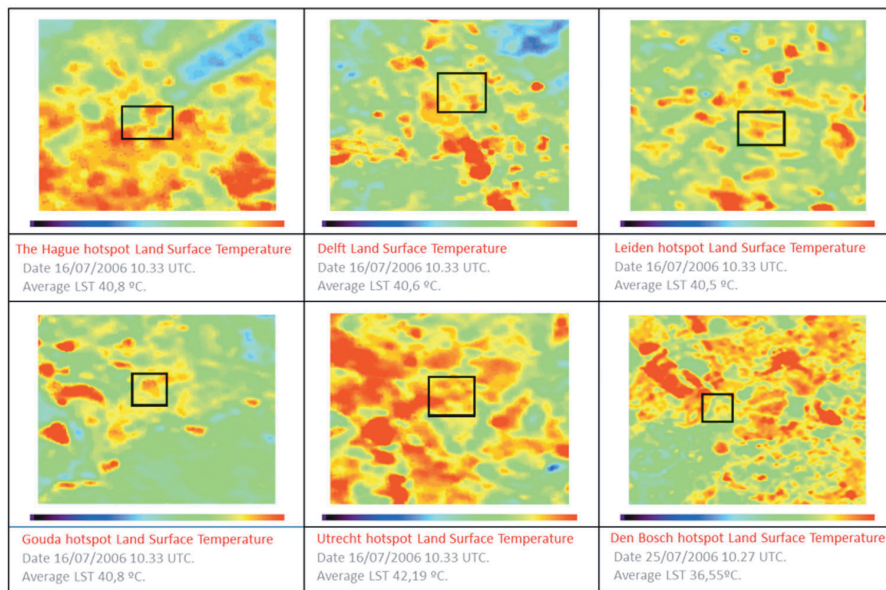 The Hague hotspot Land Surface Temperature
Date 16/07/2006 10.33 UTC.
Average LST 40,8 ºC.
Delft Land Surface Temperature
Date 16/07/2006 10.33 UTC.
Average LST 40,6 ºC.
Leiden hotspot Land Surface Temperature
Date 16/07/2006 10.33 UTC.
Average LST 40,5 ºC.
Gouda hotspot Land Surface Temperature
Date 16/07/2006 10.33 UTC.
Average LST 40,8 ºC.
Utrecht hotspot Land Surface Temperature
Date 16/07/2006 10.33 UTC.
Average LST 42,19 ºC.
Den Bosch hotspot Land Surface Temperature
Date 25/07/2006 10.27 UTC.
Average LST 36,55ºC.